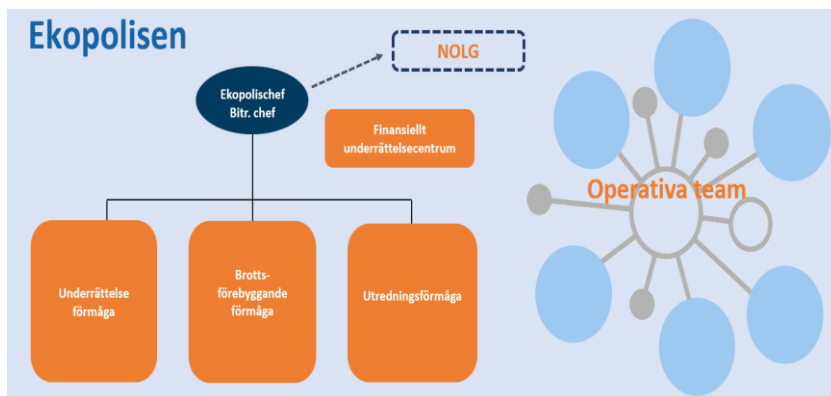 Ekopolisen
NOLG
Ekopolischef
Bitr. chef
Finansiellt
underrättelsecentrum
Operativa team
Underrättelse
förmåga
Brotts-
förebyggande
förmåga
Utredningsförmåga